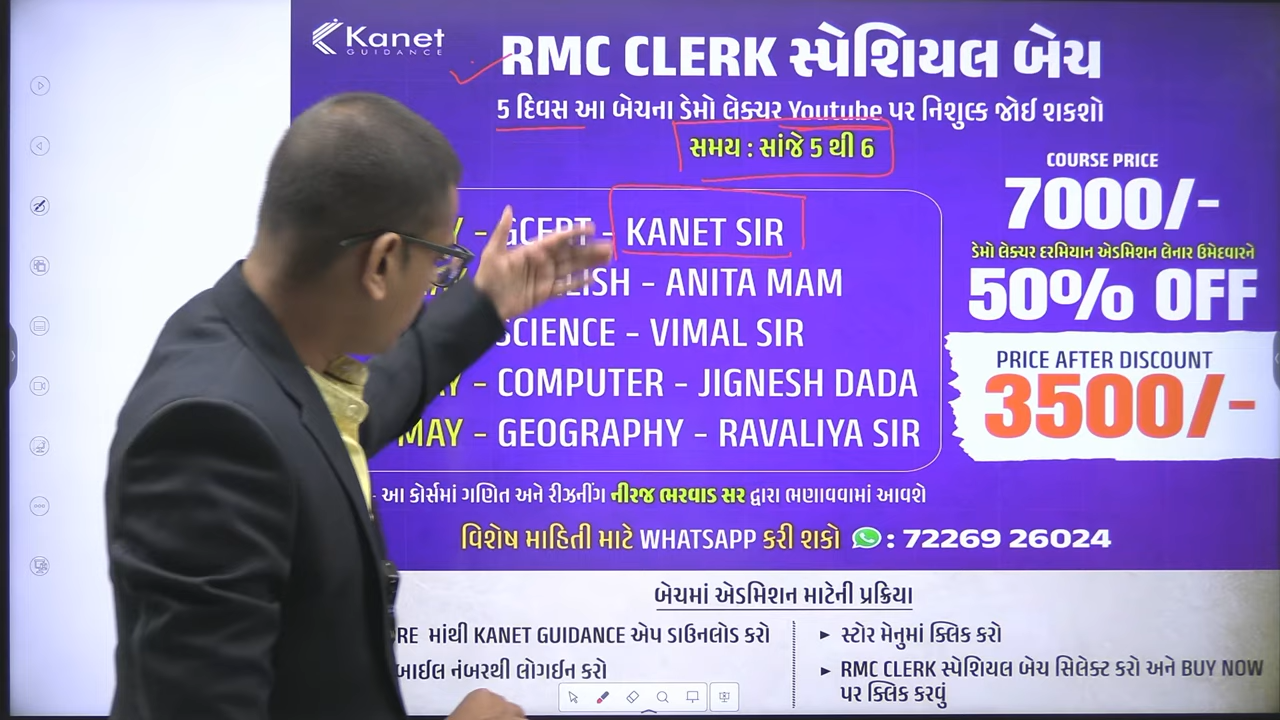 Kanet
GUIDANCE
RMC CLERK સ્પેશિયલ બેચ
5 દિવસ આ બેચના ડેમો લેક્ચર Youtube પર નિશુલ્ક જોઈ શકશો
સમય : સાંજે 5 થી 6
- GCERT - KANET SIR
- ANITA MAM
SCIENCE - VIMAL SIR
- COMPUTER - JIGNESH DADA
MAY - GEOGRAPHY - RAVALIYA SIR
COURSE PRICE
7000/-
ડેમો લેક્ચર દરમિયાન એડમિશન લેનાર ઉમેદવારને
50% OFF
PRICE AFTER DISCOUNT
3500/-
- આ કોર્સમાં ગણિત અને રીઝનીંગ નીરજ ભરવાડ સર દ્વારા ભણાવવામાં આવશે
વિશેષ માહિતી માટે WHATSAPP કરી શકો : 72269 26024
બેચમાં એડમિશન માટેની પ્રક્રિયા
માંથી KANET GUIDANCE એપ ડાઉનલોડ કરો
નંબરથી લોગઈન કરો
સ્ટોર મેનુમાં ક્લિક કરો
RMC CLERK સ્પેશિયલ બેચ સિલેક્ટ કરો અને BUY NOW
પર ક્લિક કરવું